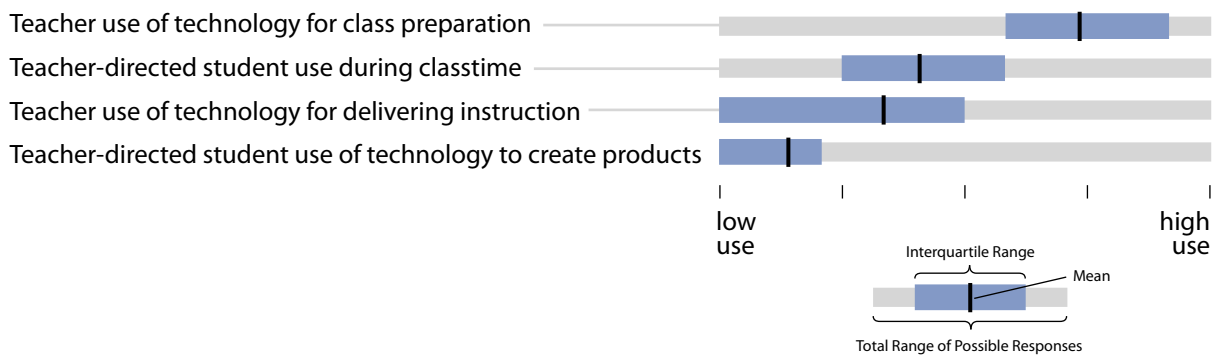 Teacher use of technology for class preparation
Teacher-directed student use during classtime
Teacher use of technology for delivering instruction
Teacher-directed student use of technology to create products
low
use
high
use
Interquartile Range
Mean
Total Range of Possible Responses